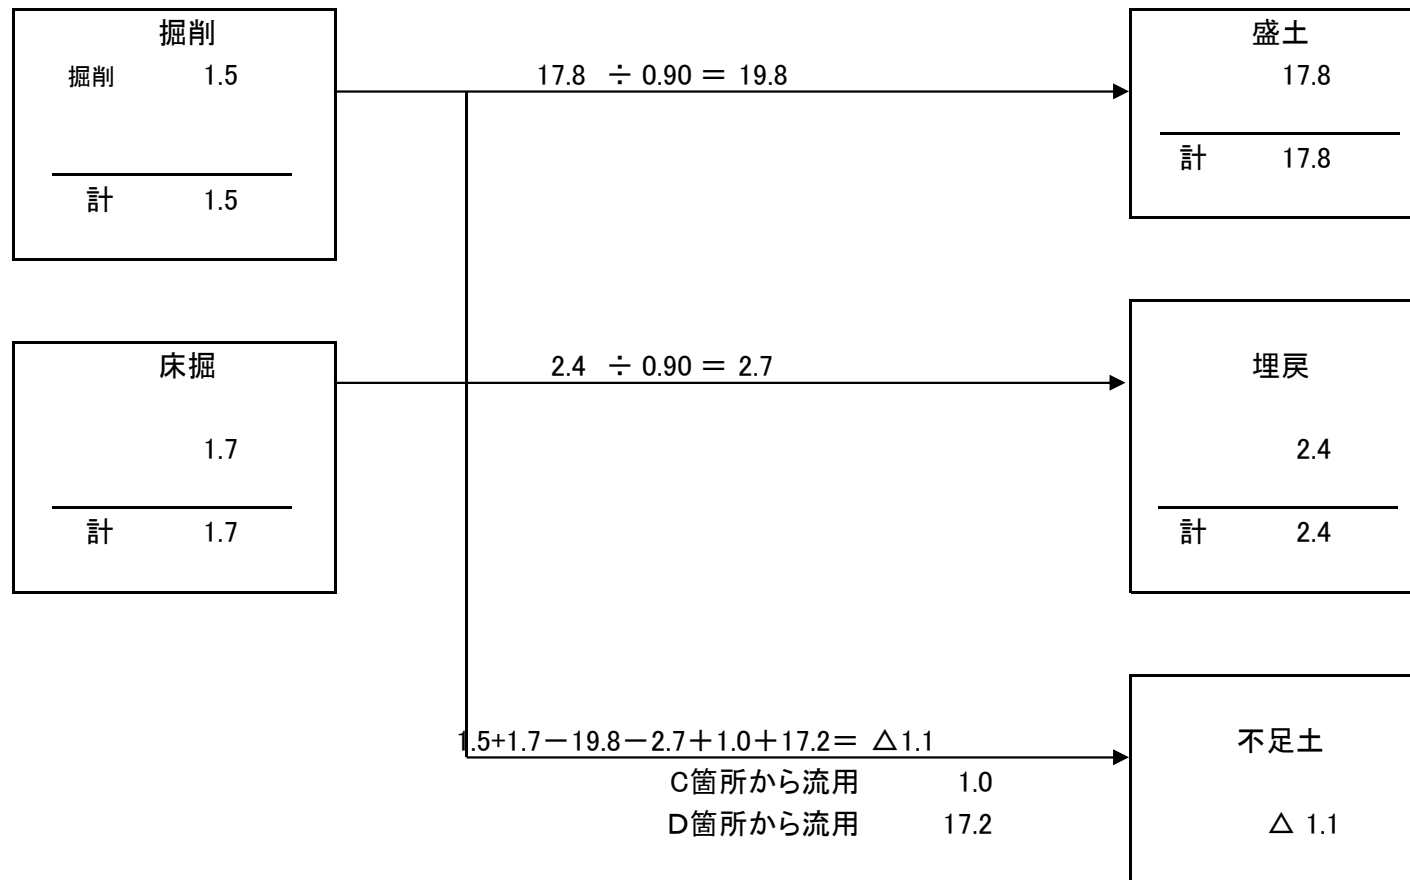 掘削
掘削 1.5
計 1.5
17.8 ÷ 0.90 ＝ 19.8
盛土
17.8
計 17.8
床掘
1.7
計 1.7
2.4 ÷ 0.90 ＝ 2.7
埋戻
2.4
計 2.4
1.5+1.7－19.8－2.7＋1.0＋17.2＝ △1.1
C箇所から流用 1.0
D箇所から流用 17.2
不足土
△ 1.1